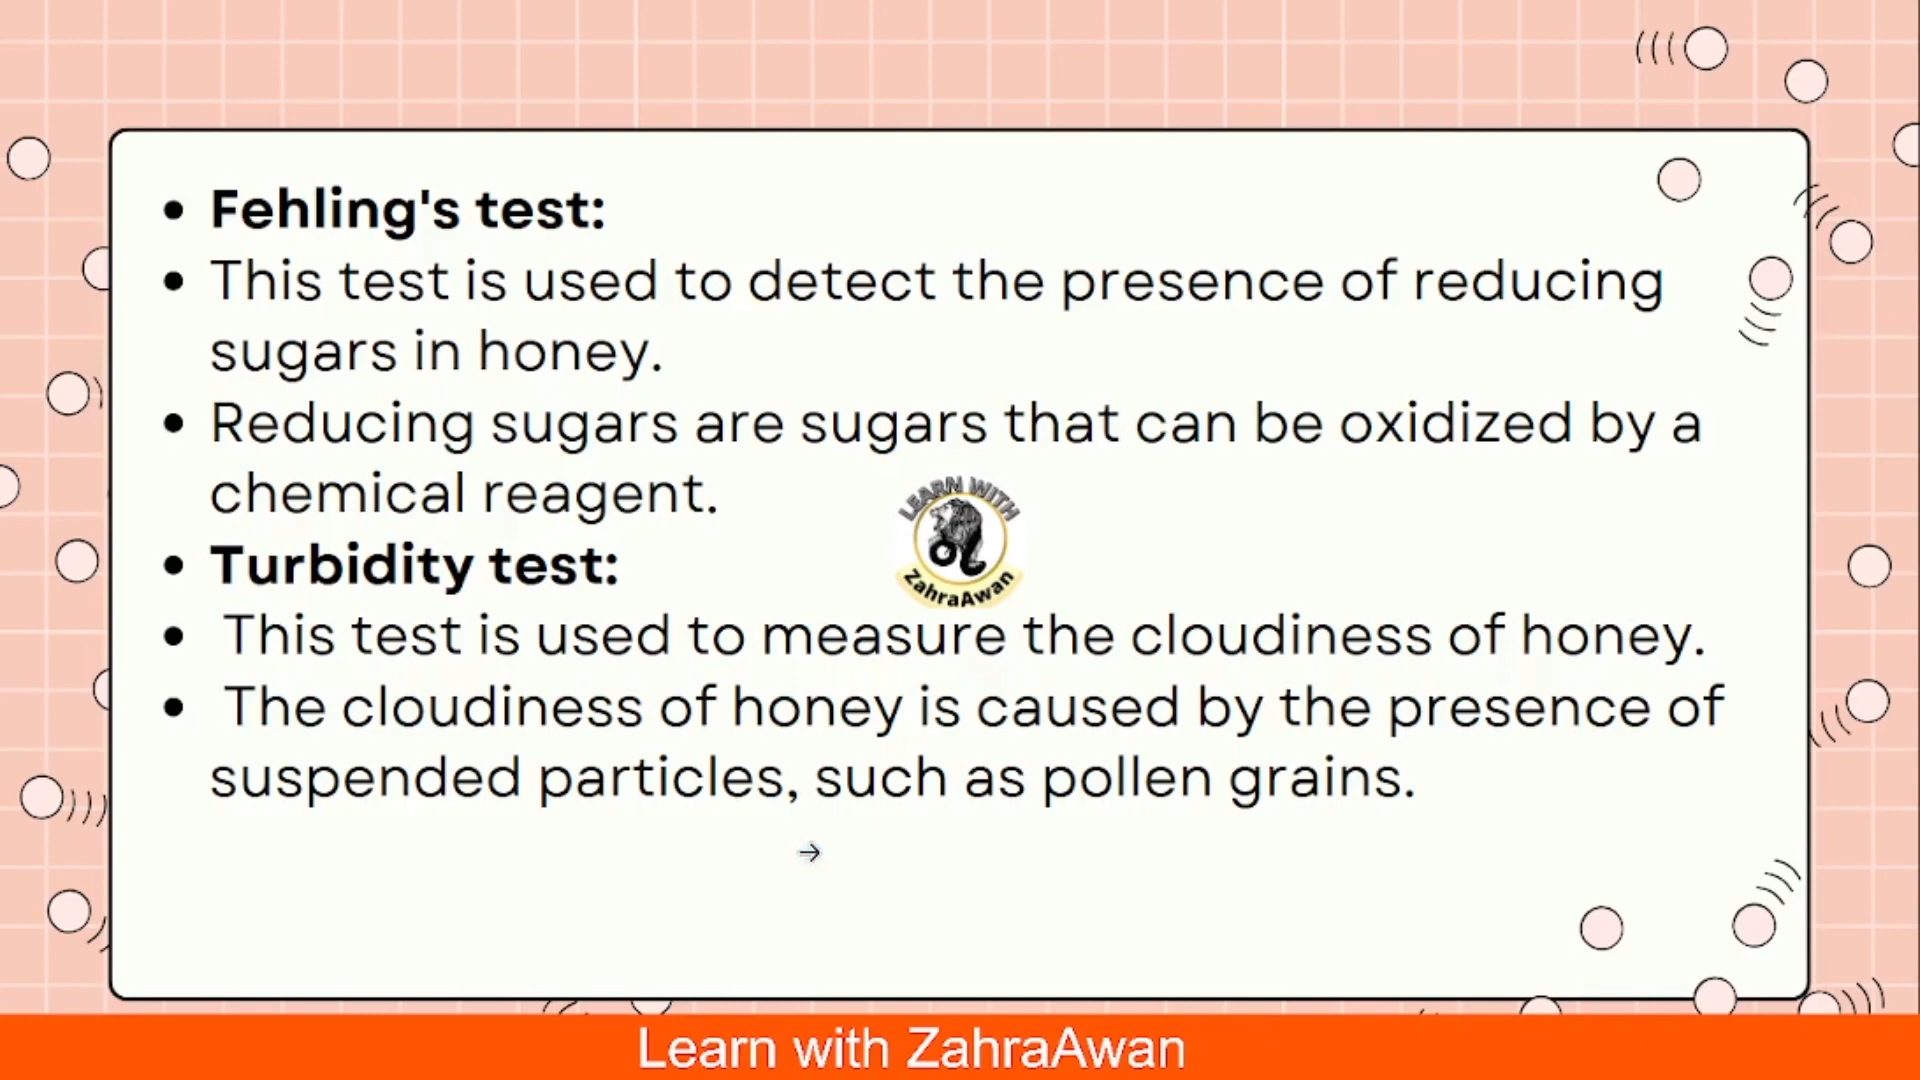 Fehling's test:
This test is used to detect the presence of reducing
sugars in honey.
Reducing sugars are sugars that can be oxidized by a
chemical reagent.
LEARN WITH
ZahraAwan
Turbidity test:
This test is used to measure the cloudiness of honey.
The cloudiness of honey is caused by the presence of
suspended particles, such as pollen grains.
Learn with ZahraAwan